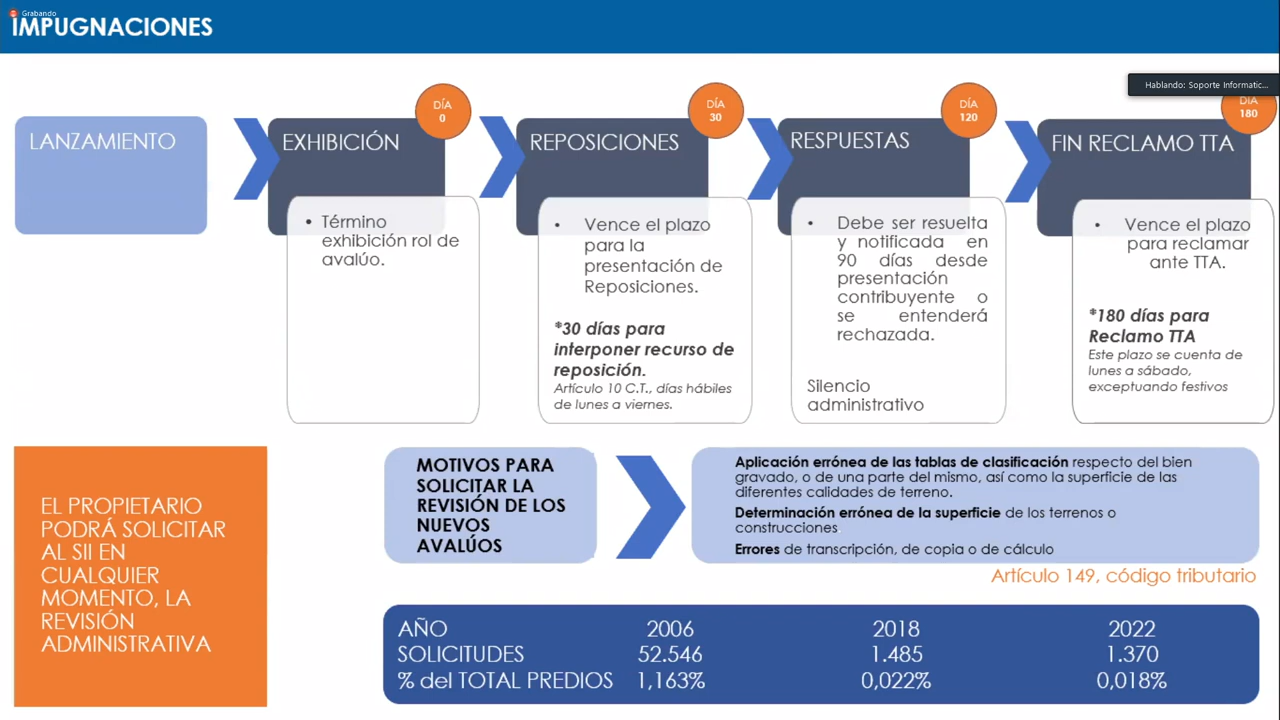 Grabando
IMPUGNACIONES
Hablando: Soporte Informatic...
LANZAMIENTO
EXHIBICIÓN
DÍA
0
• Término
exhibición rol de
avalúo.
REPOSICIONES
DÍA
30
• Vence el plazo
para la
presentación de
Reposiciones.
*30 días para
interponer recurso de
reposición.
Artículo 10 C.T., días hábiles
de lunes a viernes.
RESPUESTAS
DÍA
120
• Debe ser resuelta
y notificada en
90 días desde
presentación
contribuyente o
se entenderá
rechazada.
Silencio
administrativo
FIN RECLAMO TTA
DÍA
180
• Vence el plazo
para reclamar
ante TTA.
*180 días para
Reclamo TTA
Este plazo se cuenta de
lunes a sábado,
exceptuando festivos
EL PROPIETARIO
PODRÁ SOLICITAR
AL SII EN
CUALQUIER
MOMENTO, LA
REVISIÓN
ADMINISTRATIVA
MOTIVOS PARA
SOLICITAR LA
REVISIÓN DE LOS
NUEVOS
AVALÚOS
Aplicación errónea de las tablas de clasificación respecto del bien
gravado, o de una parte del mismo, así como la superficie de las
diferentes calidades de terreno.
Determinación errónea de la superficie de los terrenos o
construcciones
Errores de transcripción, de copia o de cálculo
Artículo 149, código tributario
AÑO 2006 2018 2022
SOLICITUDES 52.546 1.485 1.370
% del TOTAL PREDIOS 1,163% 0,022% 0,018%